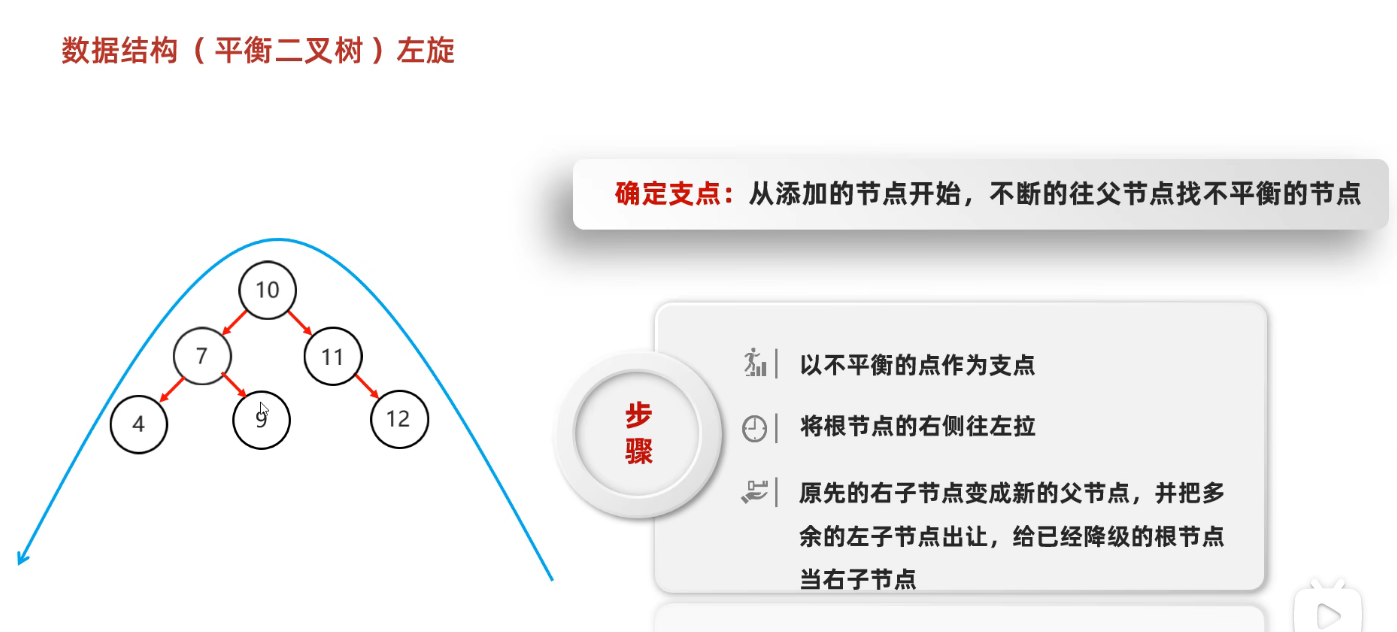 数据结构（平衡二叉树）左旋
确定支点：从添加的节点开始，不断的往父节点找不平衡的节点
10
7
11
4
9
12
步
骤
以不平衡的点作为支点
将根节点的右侧往左拉
原先的右子节点变成新的父节点，并把多
余的左子节点出让，给已经降级的根节点
当右子节点